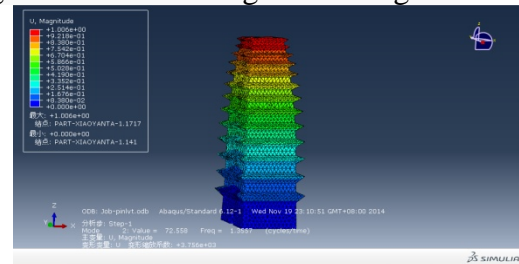 U, Magnitude
+1.006e+00
+9.218e-01
+8.380e-01
+7.542e-01
+6.704e-01
+5.866e-01
+5.028e-01
+4.190e-01
+3.352e-01
+2.514e-01
+1.676e-01
+8.380e-02
+0.000e+00
最大: +1.006e+00
结点: PART-XIAOYANTA-1.1717
最小: +0.000e+00
结点: PART-XIAOYANTA-1.141
Z
Y
X
ODB: Job-pinlvt.odb Abaqus/Standard 6.12-1 Wed Nov 19 23:10:51 GMT+08:00 2014
分析步: Step-1
Mode 2: Value = 72.558 Freq = (cycles/time)
主变量: U, Magnitude
变形变量: U 变形缩放系数: +3.756e+03
SIMULIA